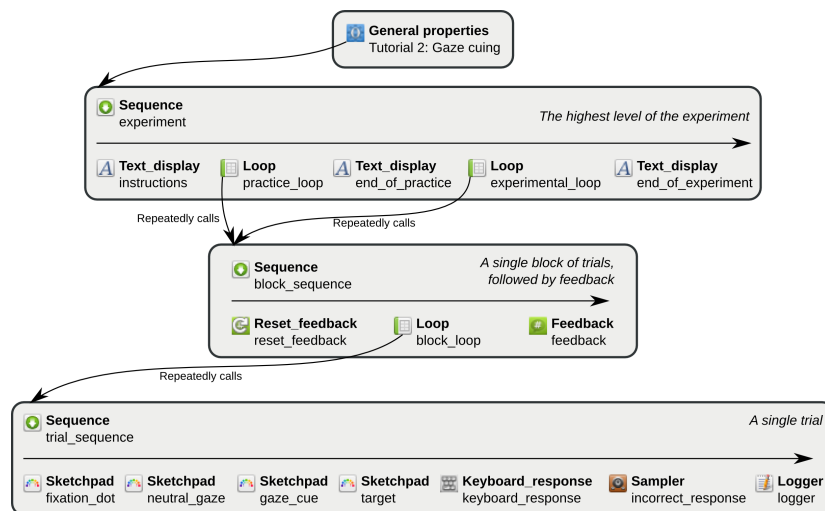 General properties
Tutorial 2: Gaze cuing
Sequence
experiment
The highest level of the experiment
Text_display
instructions
Loop
practice_loop
Text_display
end_of_practice
Loop
experimental_loop
Text_display
end_of_experiment
Repeatedly calls
Repeatedly calls
Sequence
block_sequence
A single block of trials,
followed by feedback
Reset_feedback
reset_feedback
Loop
block_loop
Feedback
feedback
Repeatedly calls
Sequence
trial_sequence
A single trial
Sketchpad
fixation_dot
Sketchpad
neutral_gaze
Sketchpad
gaze_cue
Sketchpad
target
Keyboard_response
keyboard_response
Sampler
incorrect_response
Logger
logger